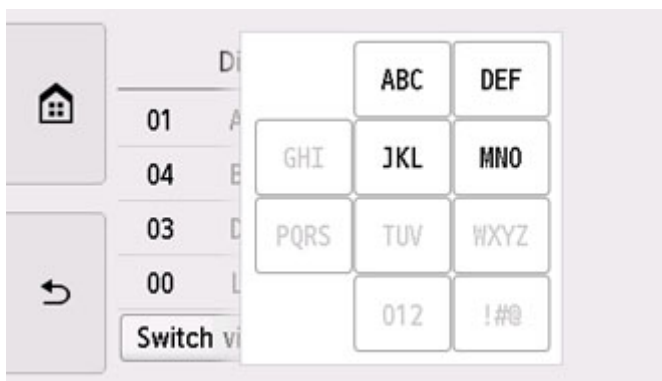 Di
ABC DEF
01 A
GHI JKL MNO
04 B
03 D
PQRS TUV WXYZ
00 L
012 !#@
Switch vi